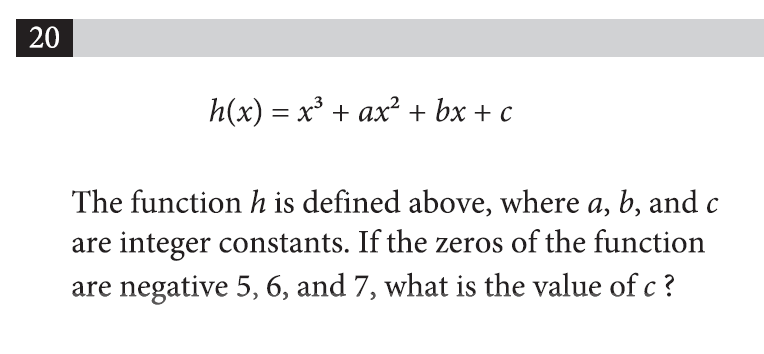 20
h(x) = x³ + ax² + bx + c
The function h is defined above, where a, b, and c
are integer constants. If the zeros of the function
are negative 5, 6, and 7, what is the value of c ?